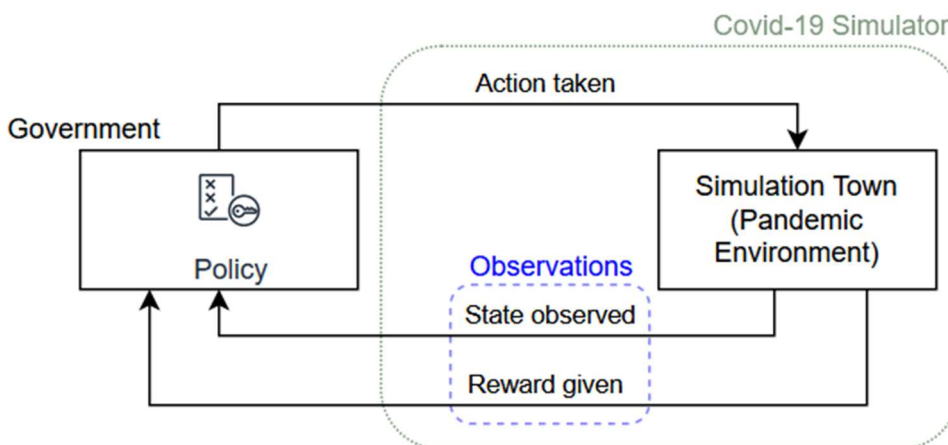 Covid-19 Simulator
Action taken
Government
Simulation Town
(Pandemic
Environment)
Policy
Observations
State observed
Reward given